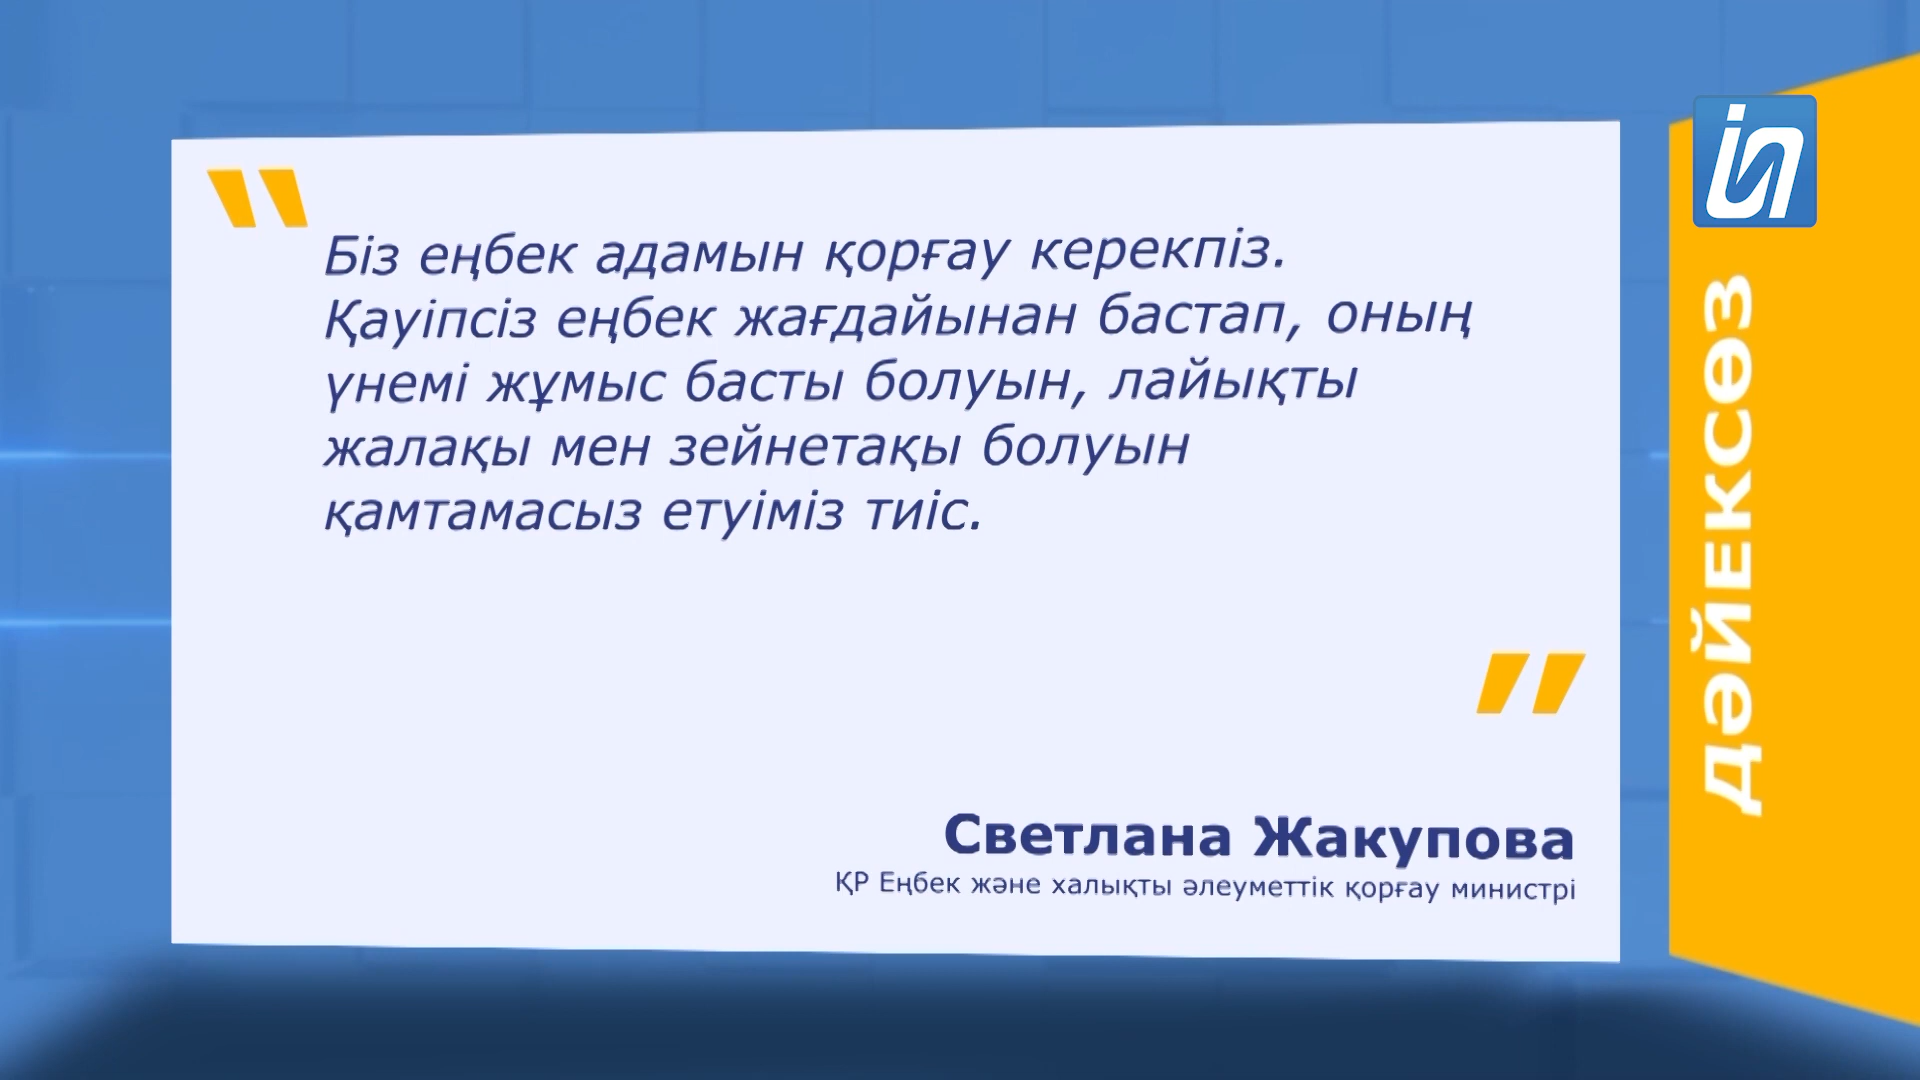 Біз еңбек адамын қорғау керекпіз.
Қауіпсіз еңбек жағдайынан бастап, оның
үнемі жұмыс басты болуын, лайықты
жалақы мен зейнетақы болуын
қамтамасыз етуіміз тиіс.
Светлана Жакупова
ҚР Еңбек және халықты әлеуметтік қорғау министрі
ДӘЙЕКСӨЗ